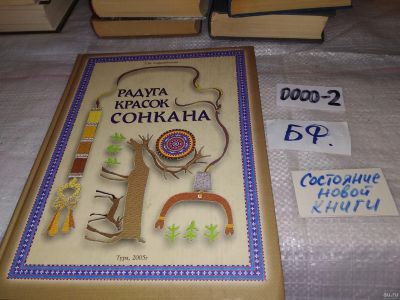 РАДУГА
КРАСОК
СОНКАНА
Тура, 2005г
0000-2
БФ.
СОСТОЯНИЕ
НОВОЙ
КНИГИ
au.ru